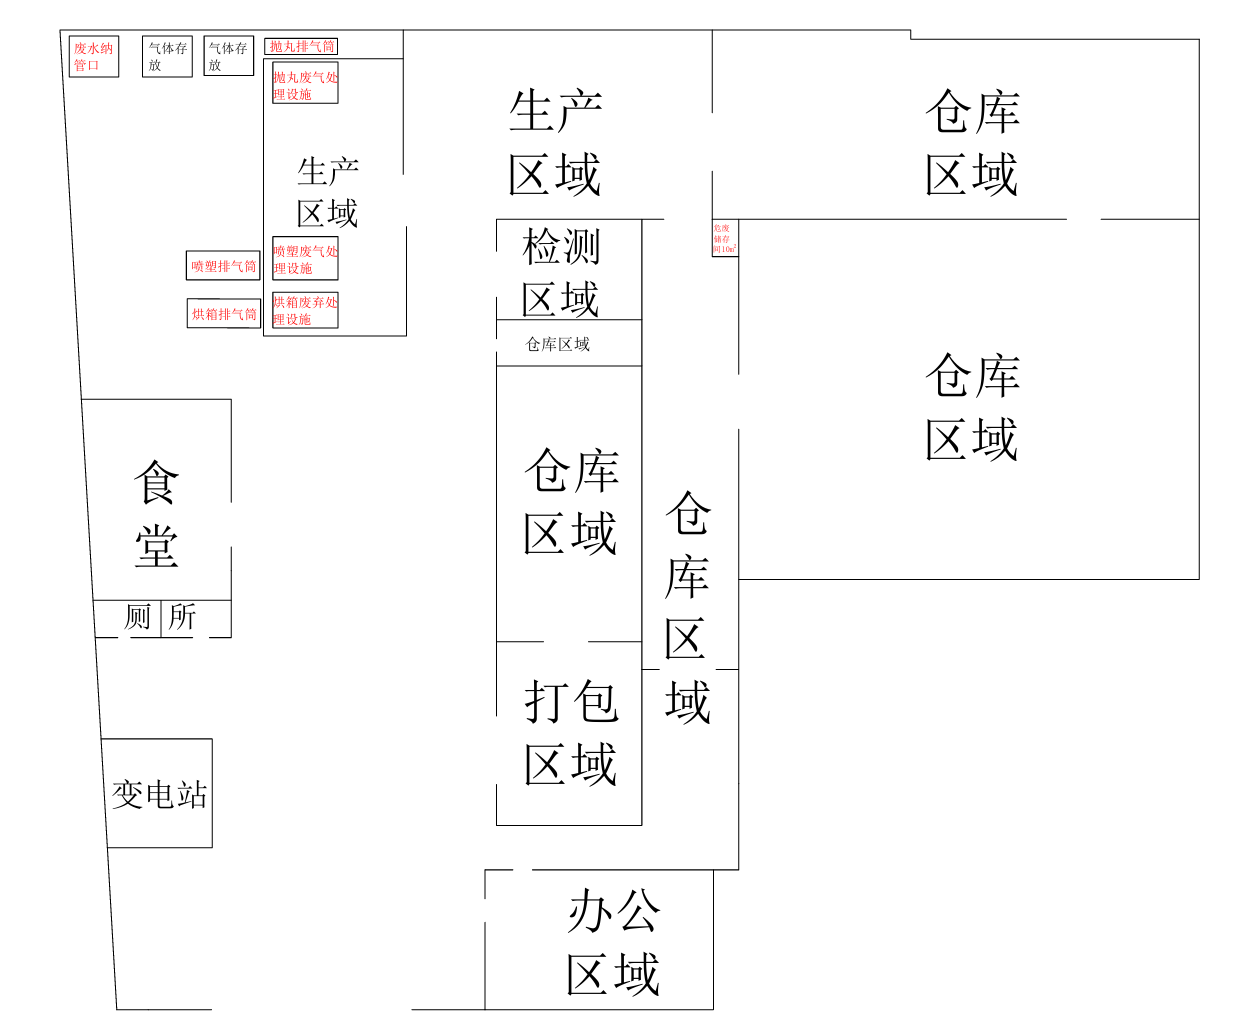 废水纳
管口
气体存
放
气体存
放
抛丸排气筒
抛丸废气处
理设施
生产
区域
生产
区域
仓库
区域
喷塑排气筒
喷塑废气处
理设施
烘箱排气筒
烘箱废弃处
理设施
检测
区域
危废
储存
间10m²
仓库区域
仓库
区域
仓库
区域
仓
库
区
域
食
堂
厕 所
打包
区域
变电站
办公
区域